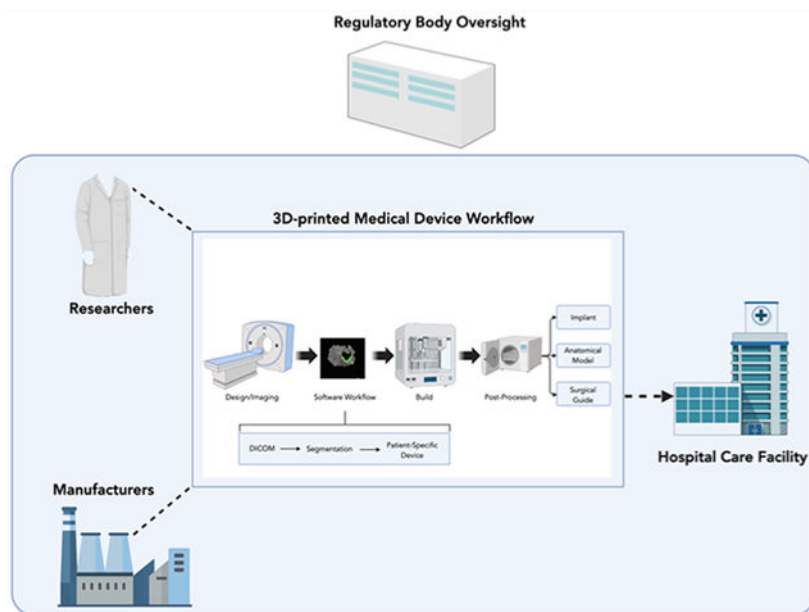 Regulatory Body Oversight
Researchers
3D-printed Medical Device Workflow
Design/Imaging
Software Workflow
Build
Post-Processing
Implant
Anatomical
Model
Surgical
Guide
DICOM
Segmentation
Patient-Specific
Device
Hospital Care Facility
Manufacturers